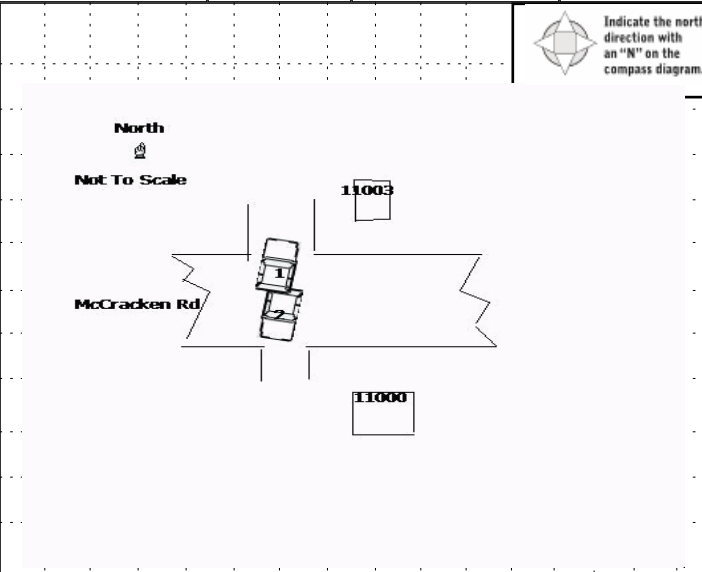 Indicate the north
direction with
an “N” on the
compass diagram.
North
Not To Scale
11003
1
McCracken Rd
2
11000